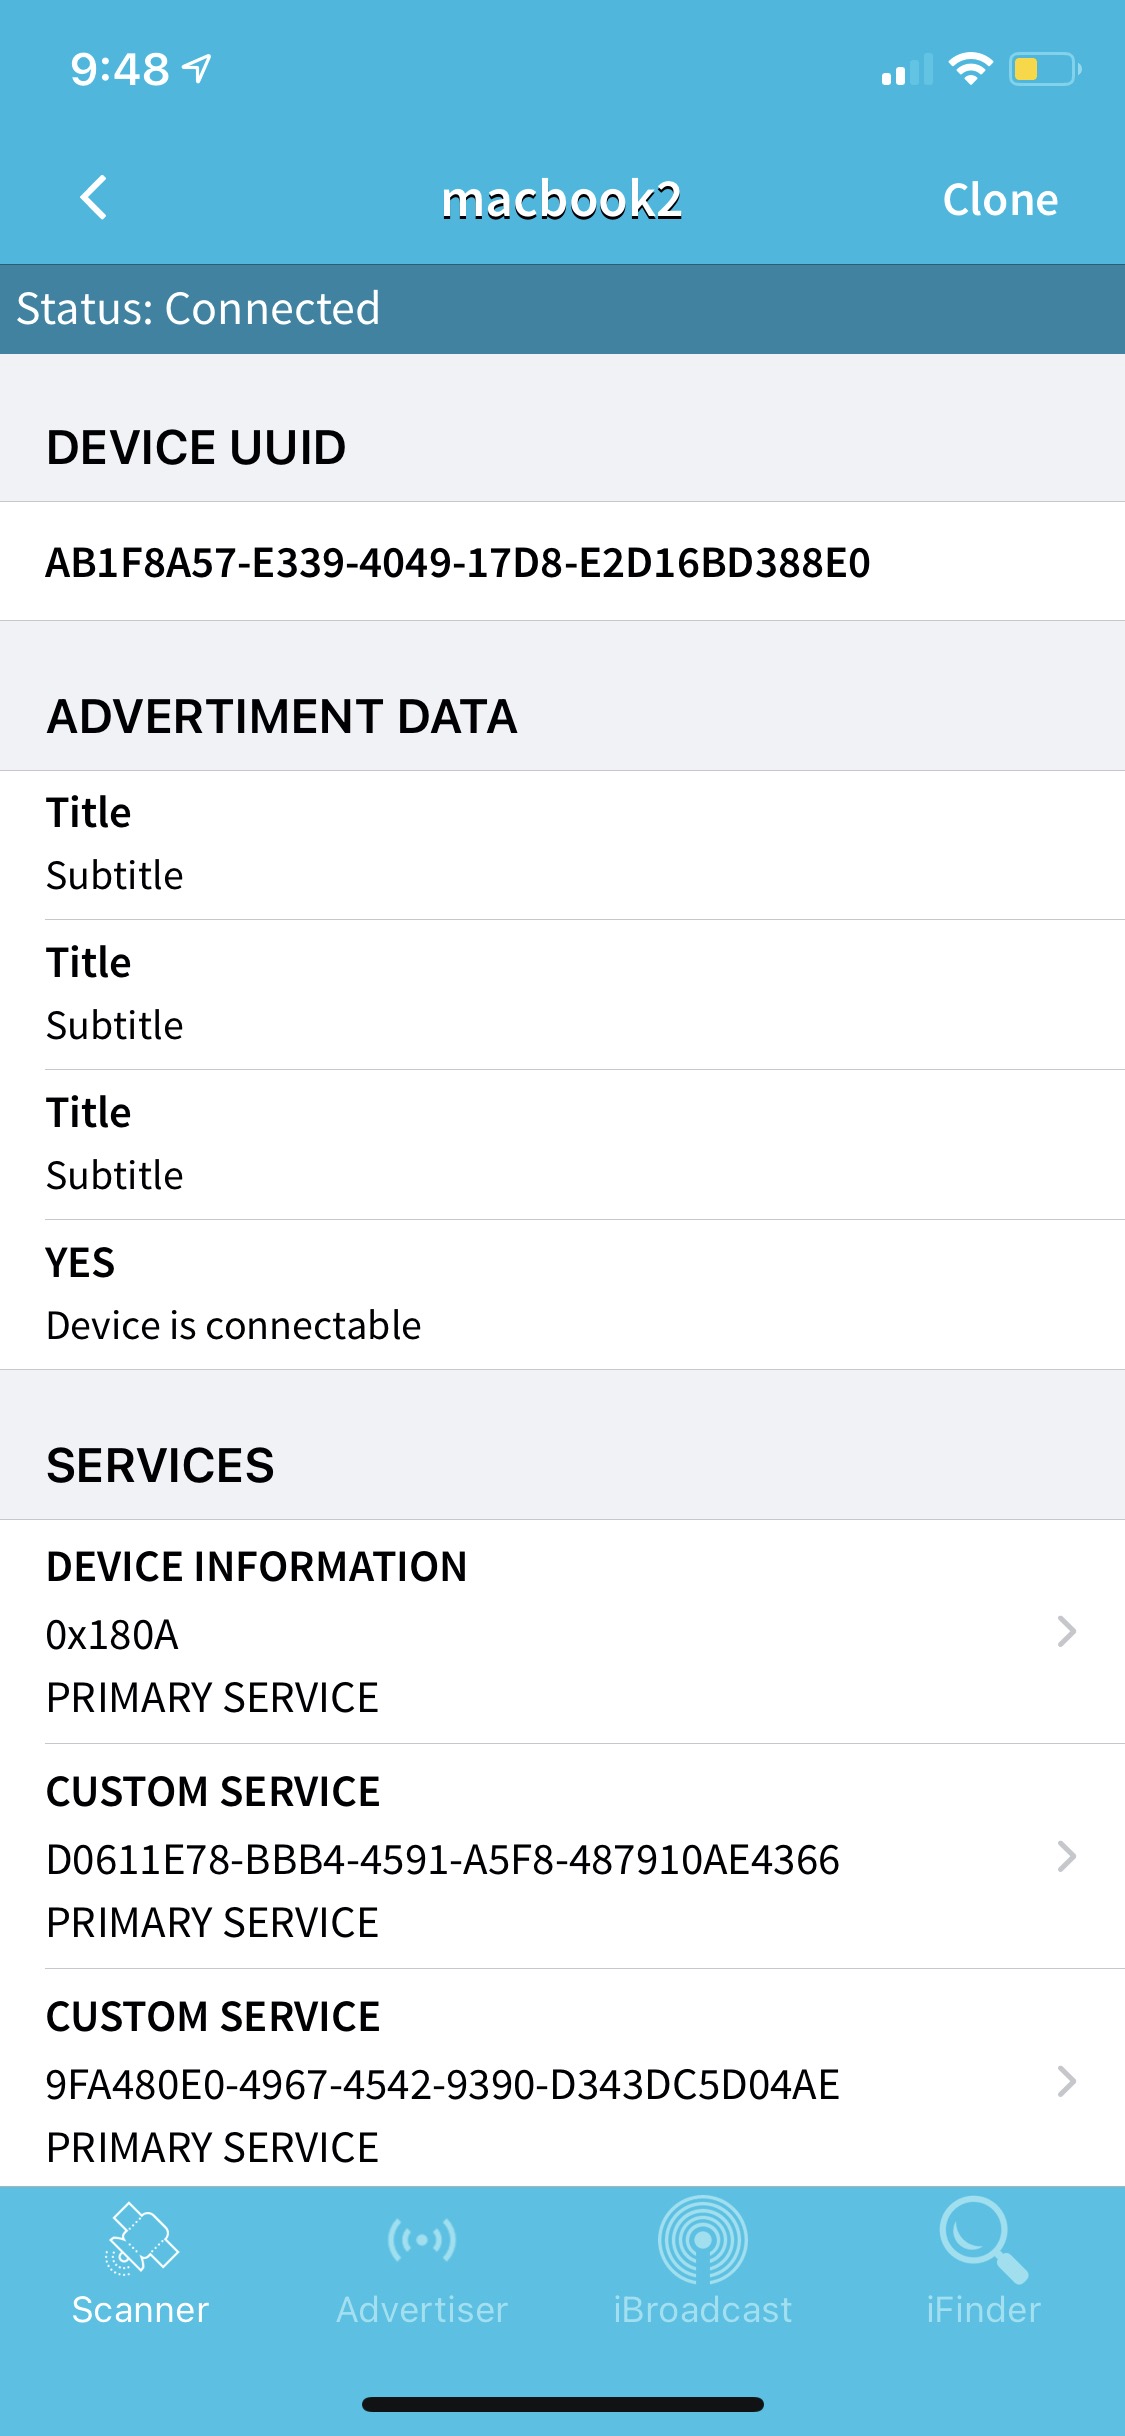 9:48
macbook2
Clone
Status: Connected
DEVICE UUID
AB1F8A57-E339-4049-17D8-E2D16BD388E0
ADVERTIMENT DATA
Title
Subtitle
Title
Subtitle
Title
Subtitle
YES
Device is connectable
SERVICES
DEVICE INFORMATION
0x180A
PRIMARY SERVICE
CUSTOM SERVICE
D0611E78-BBB4-4591-A5F8-487910AE4366
PRIMARY SERVICE
CUSTOM SERVICE
9FA480E0-4967-4542-9390-D343DC5D04AE
PRIMARY SERVICE
Scanner
Advertiser
iBroadcast
iFinder